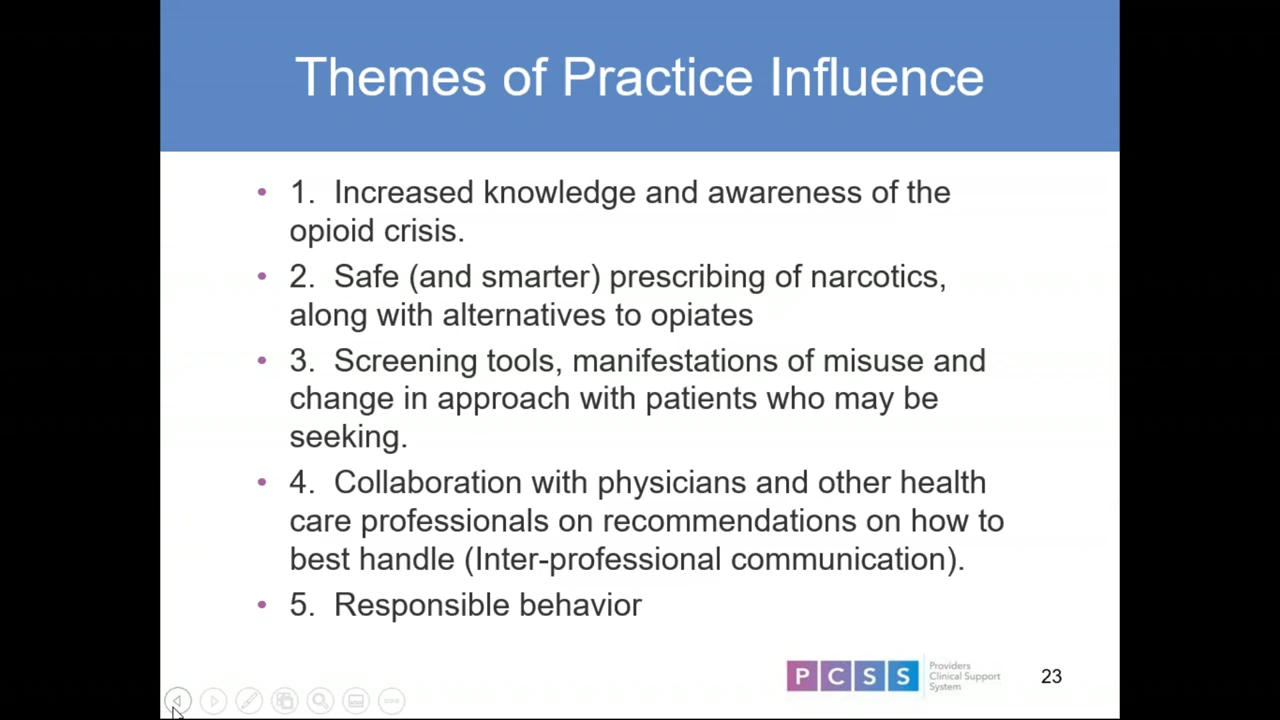 Themes of Practice Influence
• 1. Increased knowledge and awareness of the
opioid crisis.
• 2. Safe (and smarter) prescribing of narcotics,
along with alternatives to opiates
• 3. Screening tools, manifestations of misuse and
change in approach with patients who may be
seeking.
• 4. Collaboration with physicians and other health
care professionals on recommendations on how to
best handle (Inter-professional communication).
• 5. Responsible behavior
PCSS
Providers
Clinical Support
System
23